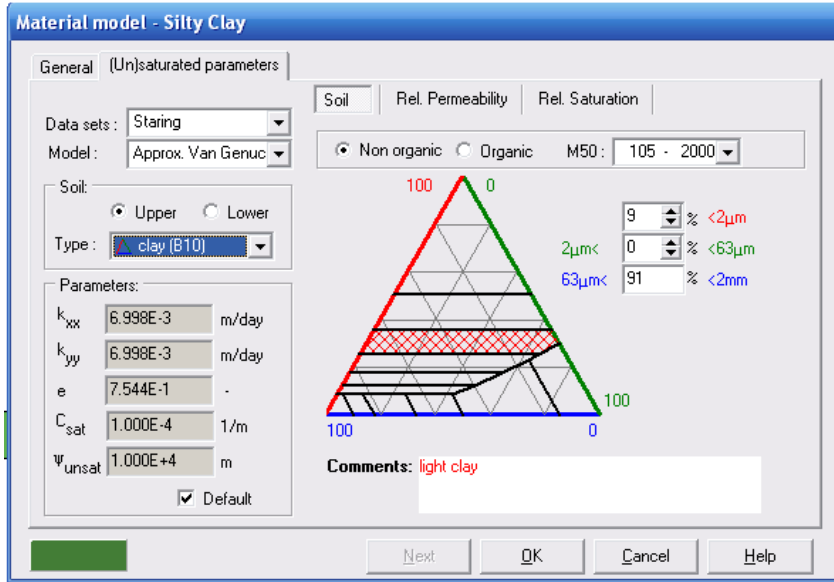 Material model - Silty Clay
General (Un)saturated parameters
Data sets : Staring
Model : Approx. Van Genuc
Soil:
Upper Lower
Type : clay (B10)
Parameters:
kxx 6.998E-3 m/day
kyy 6.998E-3 m/day
e 7.544E-1 -
Csat 1.000E-4 1/m
Ψunsat 1.000E+4 m
Default
Soil Rel. Permeability Rel. Saturation
Non organic Organic M50 : 105 - 2000
100 0
9 % <2μm
2μm< 0 % <63μm
63μm< 91 % <2mm
100
100 0
Comments: light clay
Next OK Cancel Help